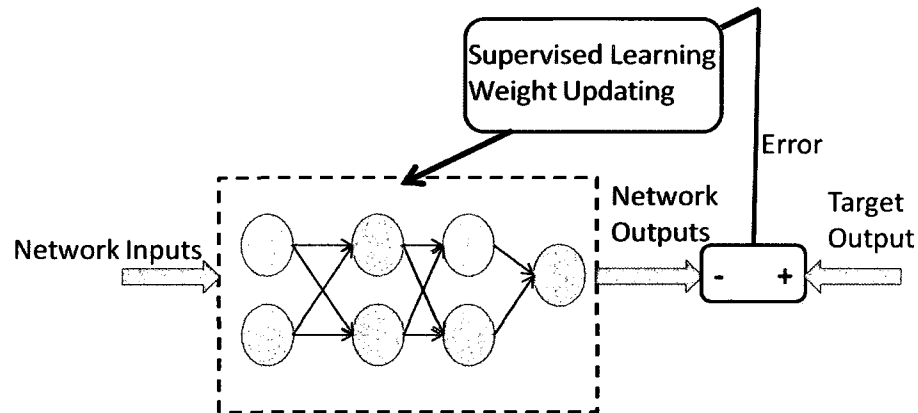 Supervised Learning
Weight Updating
Error
Network
Outputs
Target
Output
Network Inputs
- +